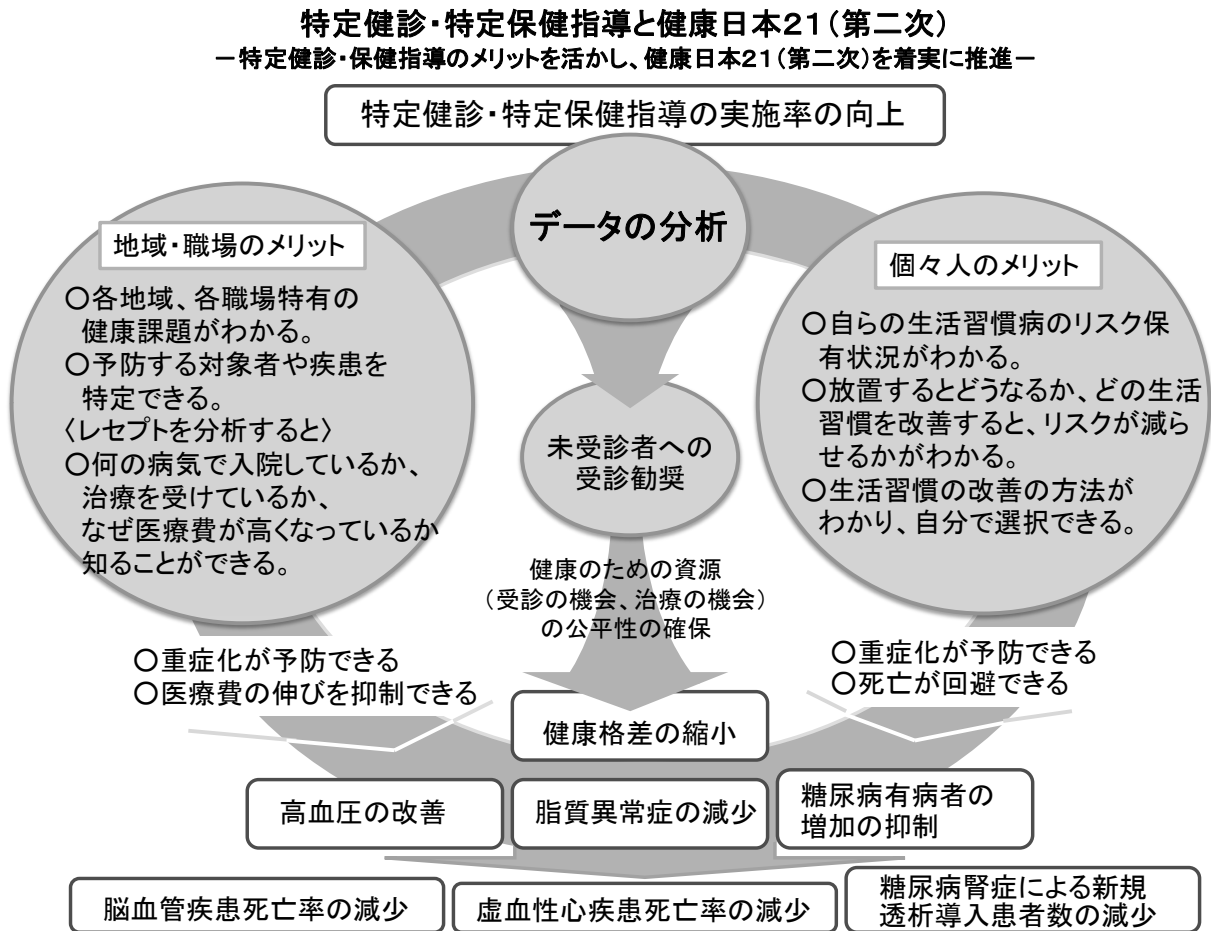 特定健診・特定保健指導と健康日本21(第二次)
－特定健診・保健指導のメリットを活かし、健康日本21(第二次)を着実に推進－
特定健診・特定保健指導の実施率の向上
データの分析
地域・職場のメリット
○各地域、各職場特有の
健康課題がわかる。
○予防する対象者や疾患を
特定できる。
〈レセプトを分析すると〉
○何の病気で入院しているか、
治療を受けているか、
なぜ医療費が高くなっているか
知ることができる。
個々人のメリット
○自らの生活習慣病のリスク保
有状況がわかる。
○放置するとどうなるか、どの生活
習慣を改善すると、リスクが減ら
せるかがわかる。
○生活習慣の改善の方法が
わかり、自分で選択できる。
未受診者への
受診勧奨
健康のための資源
(受診の機会、治療の機会)
の公平性の確保
○重症化が予防できる
○医療費の伸びを抑制できる
○重症化が予防できる
○死亡が回避できる
健康格差の縮小
高血圧の改善
脂質異常症の減少
糖尿病有病者の
増加の抑制
脳血管疾患死亡率の減少
虚血性心疾患死亡率の減少
糖尿病腎症による新規
透析導入患者数の減少